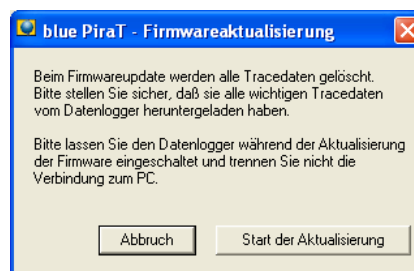 blue PiraT - Firmwareaktualisierung
Beim Firmwareupdate werden alle Tracedaten gelöscht.
Bitte stellen Sie sicher, daß sie alle wichtigen Tracedaten
vom Datenlogger heruntergeladen haben.
Bitte lassen Sie den Datenlogger während der Aktualisierung
der Firmware eingeschaltet und trennen Sie nicht die
Verbindung zum PC.
Abbruch
Start der Aktualisierung